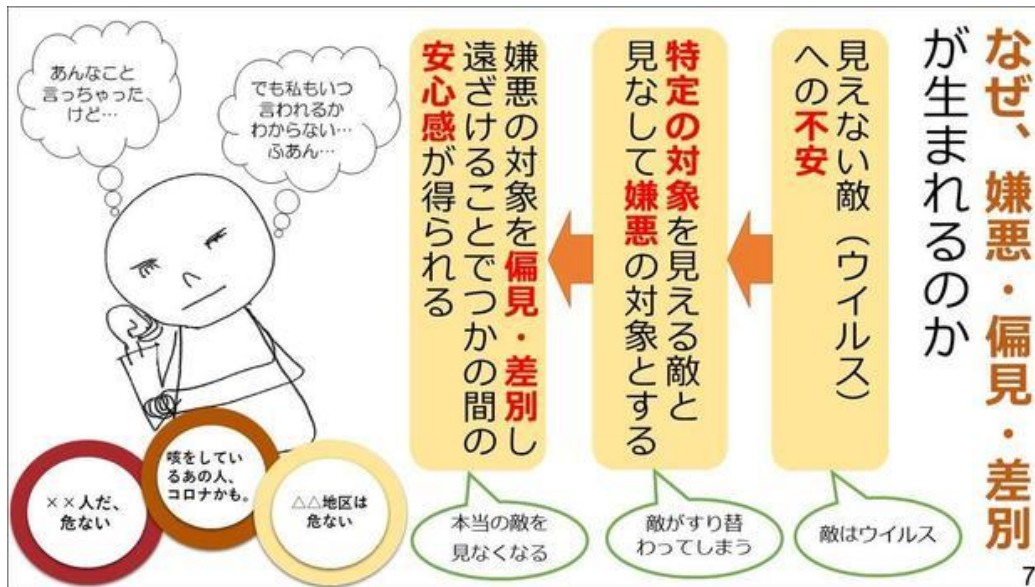 なぜ、嫌悪・偏見・差別
が生まれるのか
見えない敵（ウイルス）
への不安
敵はウイルス
特定の対象を見える敵と
見なして嫌悪の対象とする
敵がすり替
わってしまう
嫌悪の対象を偏見・差別し
遠ざけることでつかの間の
安心感が得られる
本当の敵を
見なくなる
でも私もいつ
言われるか
わからない…
ふあん…
あんなこと
言っちゃった
けど…
××人だ、
危ない
咳をしてい
るあの人、
コロナかも。
△△地区は
危ない
7